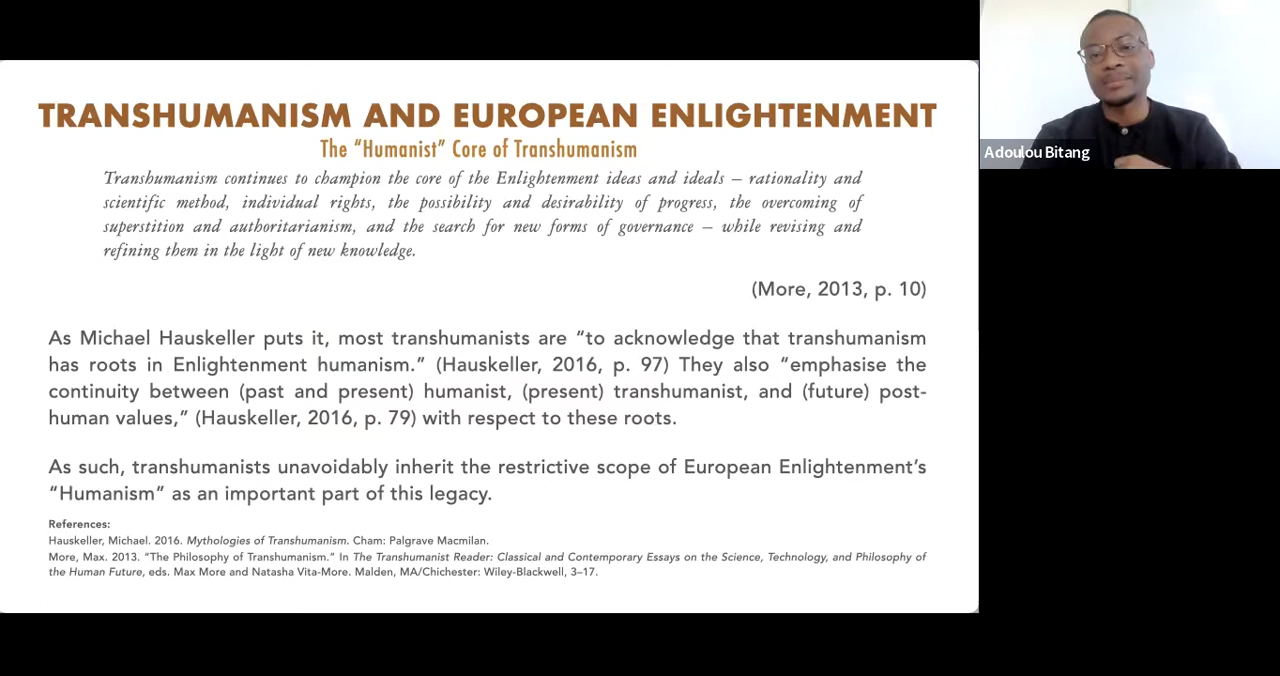 TRANSHUMANISM AND EUROPEAN ENLIGHTENMENT
The “Humanist” Core of Transhumanism
Transhumanism continues to champion the core of the Enlightenment ideas and ideals – rationality and
scientific method, individual rights, the possibility and desirability of progress, the overcoming of
superstition and authoritarianism, and the search for new forms of governance – while revising and
refining them in the light of new knowledge.
(More, 2013, p. 10)
As Michael Hauskeller puts it, most transhumanists are “to acknowledge that transhumanism
has roots in Enlightenment humanism.” (Hauskeller, 2016, p. 97) They also “emphasise the
continuity between (past and present) humanist, (present) transhumanist, and (future) post-
human values,” (Hauskeller, 2016, p. 79) with respect to these roots.
As such, transhumanists unavoidably inherit the restrictive scope of European Enlightenment’s
“Humanism” as an important part of this legacy.
References:
Hauskeller, Michael. 2016. Mythologies of Transhumanism. Cham: Palgrave Macmilan.
More, Max. 2013. “The Philosophy of Transhumanism.” In The Transhumanist Reader: Classical and Contemporary Essays on the Science, Technology, and Philosophy of
the Human Future, eds. Max More and Natasha Vita-More. Malden, MA/Chichester: Wiley-Blackwell, 3–17.
Adoulou Bitang